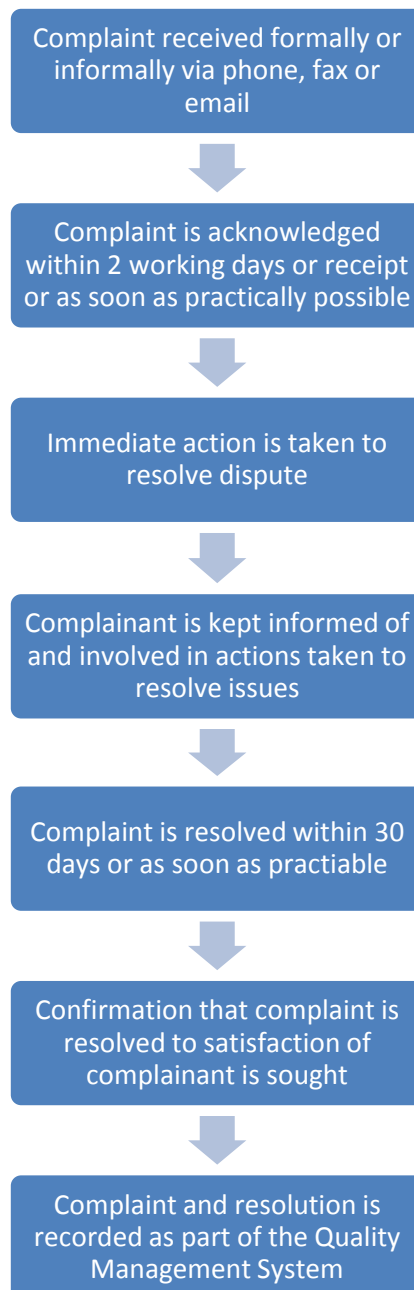 Complaint received formally or
informally via phone, fax or
email
Complaint is acknowledged
within 2 working days or receipt
or as soon as practically possible
Immediate action is taken to
resolve dispute
Complainant is kept informed of
and involved in actions taken to
resolve issues
Complaint is resolved within 30
days or as soon as practiable
Confirmation that complaint is
resolved to satisfaction of
complainant is sought
Complaint and resolution is
recorded as part of the Quality
Management System